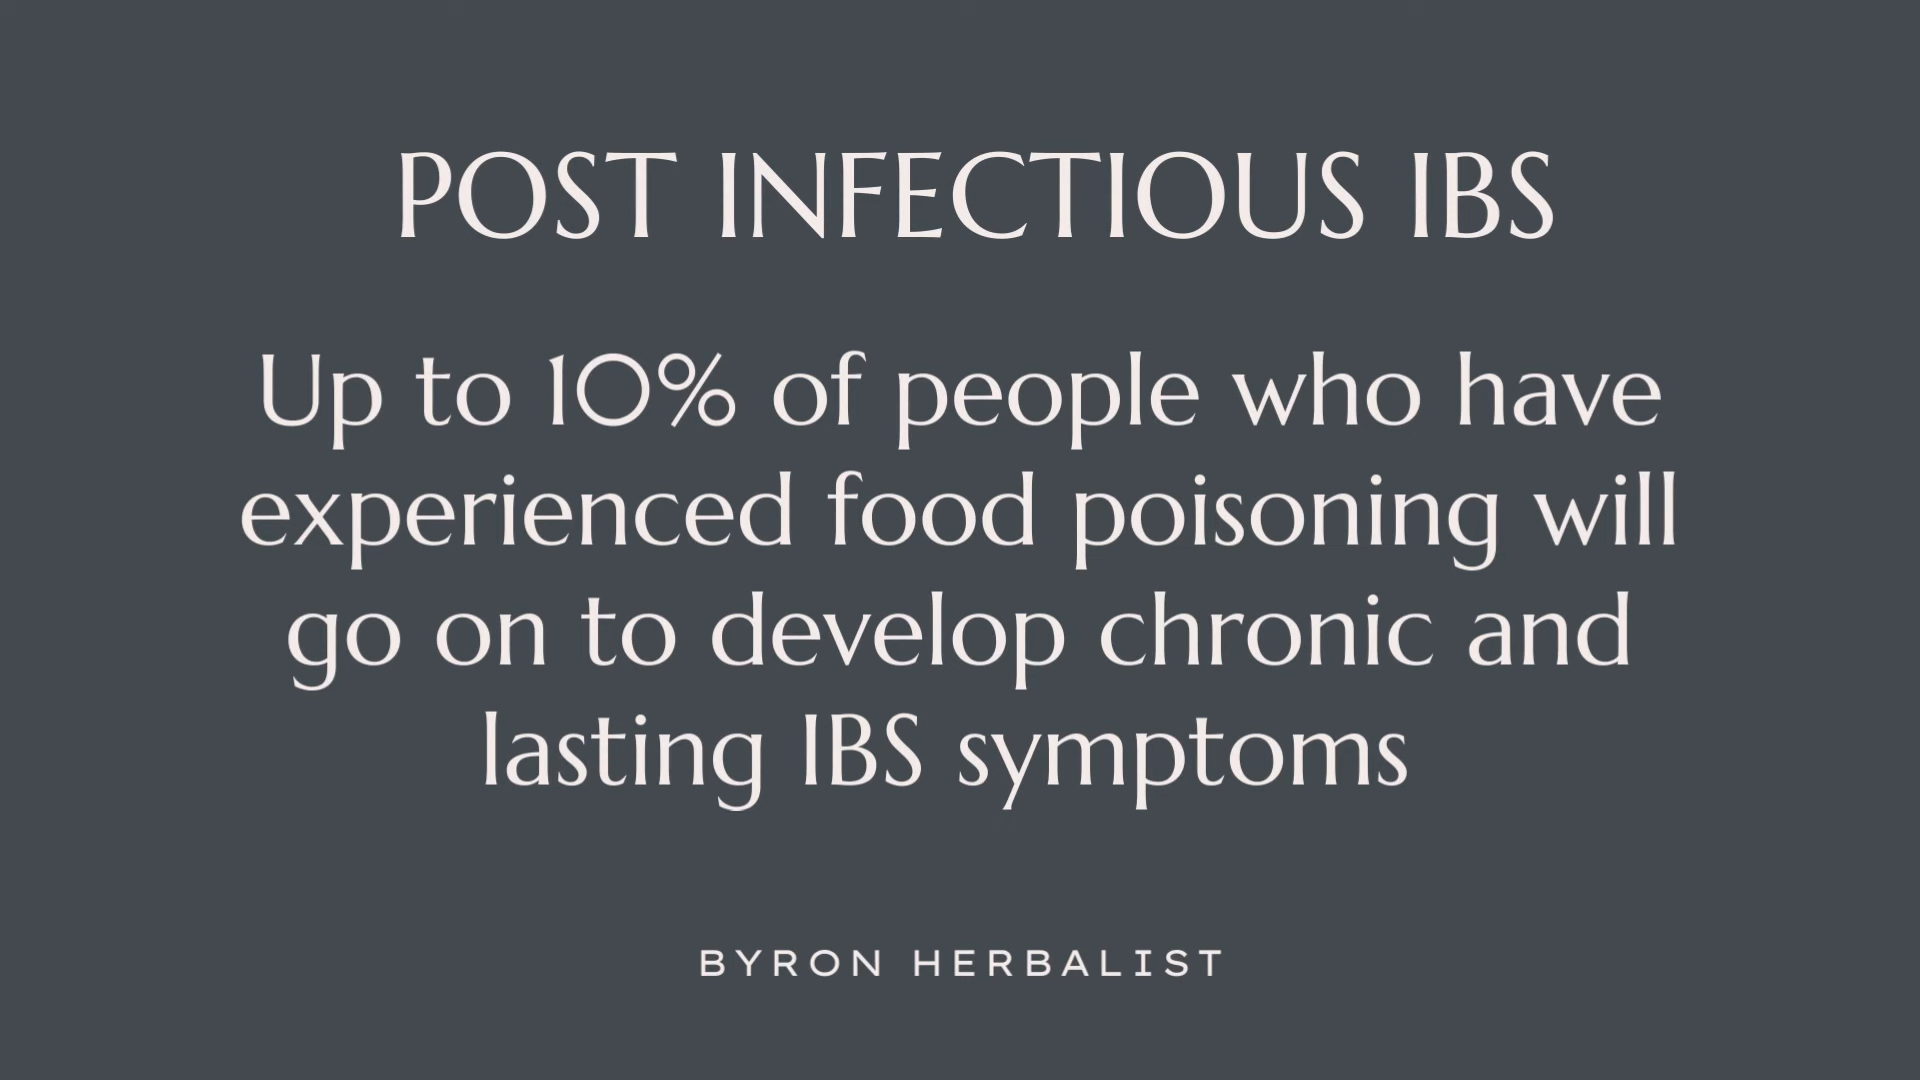 POST INFECTIOUS IBS
Up to 10% of people who have
experienced food poisoning will
go on to develop chronic and
lasting IBS symptoms
BYRON HERBALIST